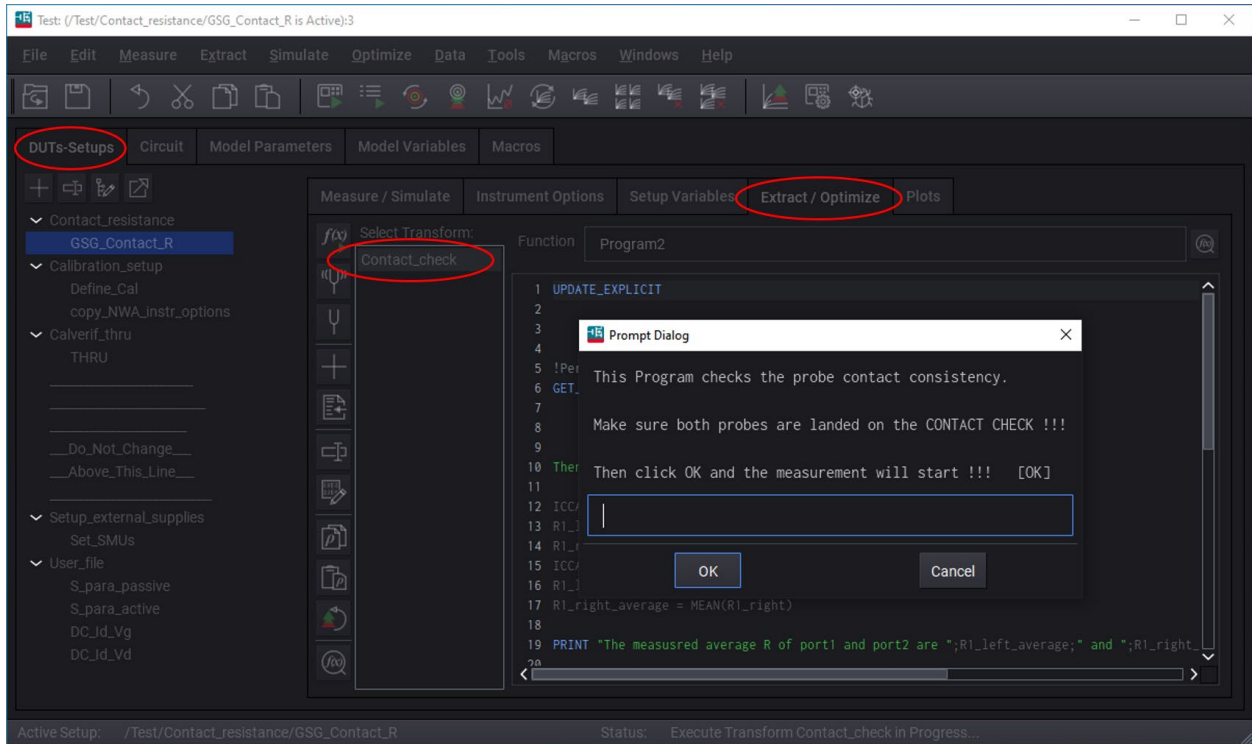 Test: (/Test/Contact_resistance/GSG_Contact_R is Active):3
File Edit Measure Extract Simulate Optimize Data Tools Macros Windows Help
DUTs-Setups Circuit Model Parameters Model Variables Macros
Measure / Simulate Instrument Options Setup Variables Extract / Optimize Plots
Contact_resistance
GSG_Contact_R
Calibration_setup
Define_Cal
copy_NWA_instr_options
Calverif_thru
THRU
___Do_Not_Change___
___Above_This_Line___
Setup_external_supplies
Set_SMUs
User_file
S_para_passive
S_para_active
DC_Id_Vg
DC_Id_Vd
Select Transform:
Contact_check
Function Program2
1 UPDATE_EXPLICIT
2
3
4
5 !Per
6 GET_
7
8
9
10 Then
11
12 ICCA
13 R1_l
14 R1_r
15 ICCA
16 R1_l
17 R1_right_average = MEAN(R1_right)
18
19 PRINT "The measusred average R of port1 and port2 are ";R1_left_average;" and ";R1_right_
20
Prompt Dialog
This Program checks the probe contact consistency.
Make sure both probes are landed on the CONTACT CHECK !!!
Then click OK and the measurement will start !!! [OK]
OK Cancel
Active Setup: /Test/Contact_resistance/GSG_Contact_R Status: Execute Transform Contact_check in Progress...